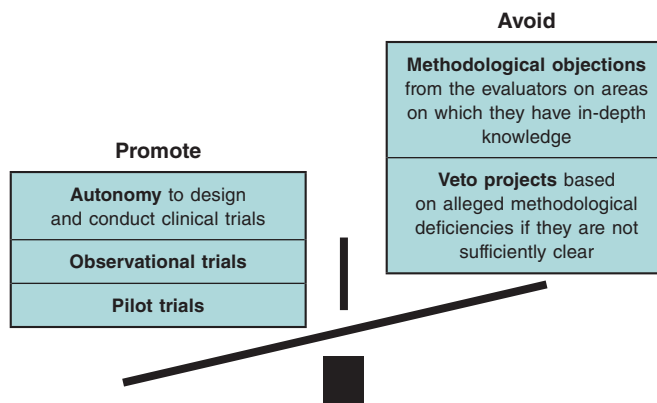 Avoid
Methodological objections
from the evaluators on areas
on which they have in-depth
knowledge
Veto projects based
on alleged methodological
deficiencies if they are not
sufficiently clear
Promote
Autonomy to design
and conduct clinical trials
Observational trials
Pilot trials